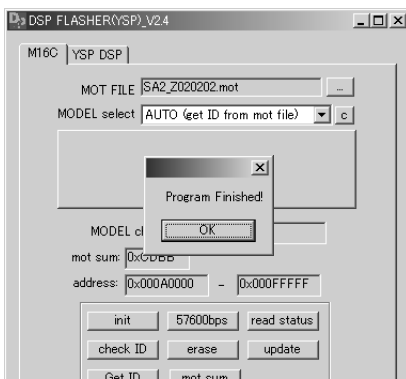 DSP FLASHER(YSP)_V2.4
M16C YSP DSP
MOT FILE SA2_Z020202.mot ...
MODEL select AUTO (get ID from mot file) c
Program Finished!
OK
MODEL
mot sum:
address: 0x000A0000 - 0x000FFFFF
init 57600bps read status
check ID erase update
Get ID mot sum